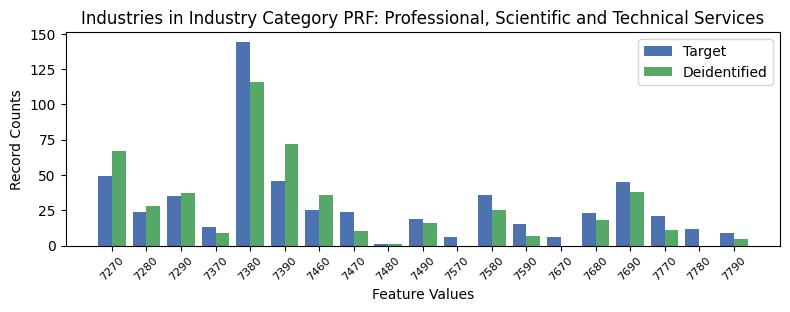 Industries in Industry Category PRF: Professional, Scientific and Technical Services
Target
Deidentified
Record Counts
150
125
100
75
50
25
0
7270 7280 7290 7370 7380 7390 7460 7470 7480 7490 7570 7580 7590 7670 7680 7690 7770 7780 7790
Feature Values